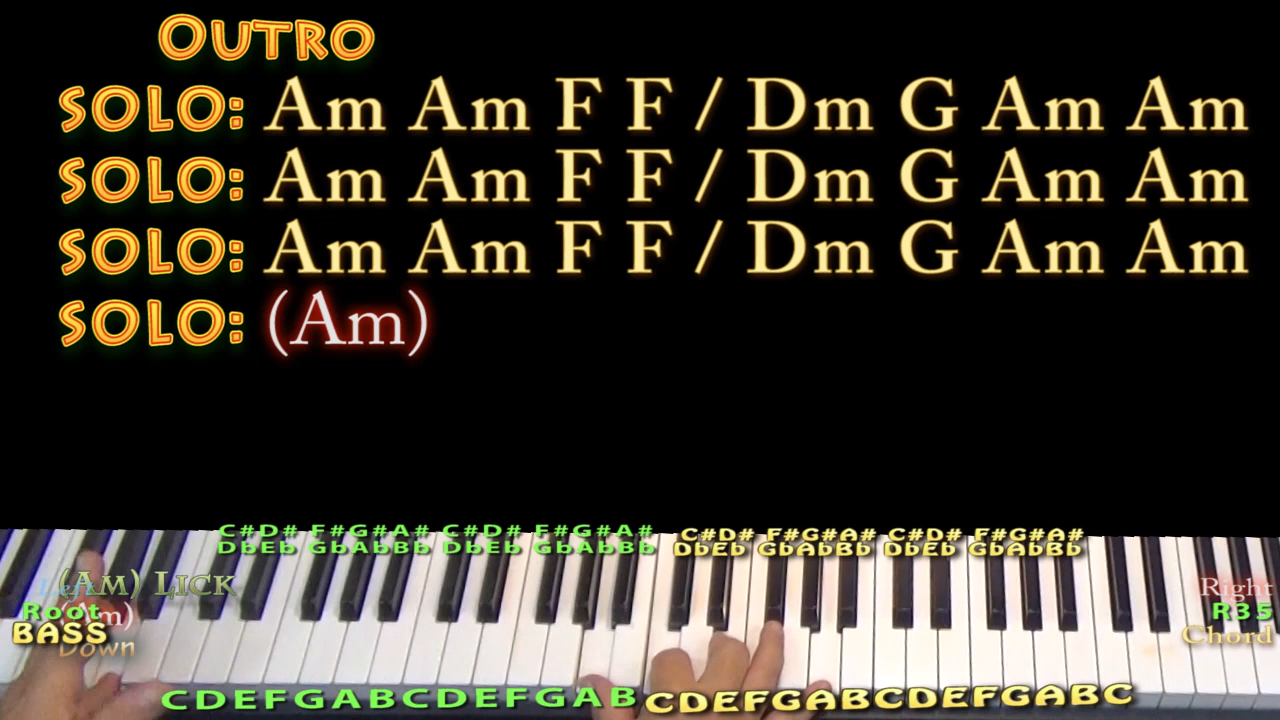 OUTRO
SOLO: Am Am F F / Dm G Am Am
SOLO: Am Am F F / Dm G Am Am
SOLO: Am Am F F / Dm G Am Am
SOLO: (Am)
C#D# F#G#A# C#D# F#G#A# C#D# F#G#A# C#D# F#G#A#
DbEb GbAbBb DbEb GbAbBb DbEb GbAbBb DbEb GbAbBb
(AM) LICK
Right
Root
R35
BASS
Chord
Down
CDEFGABCDEFGAB CDEFGABCDEFGABC